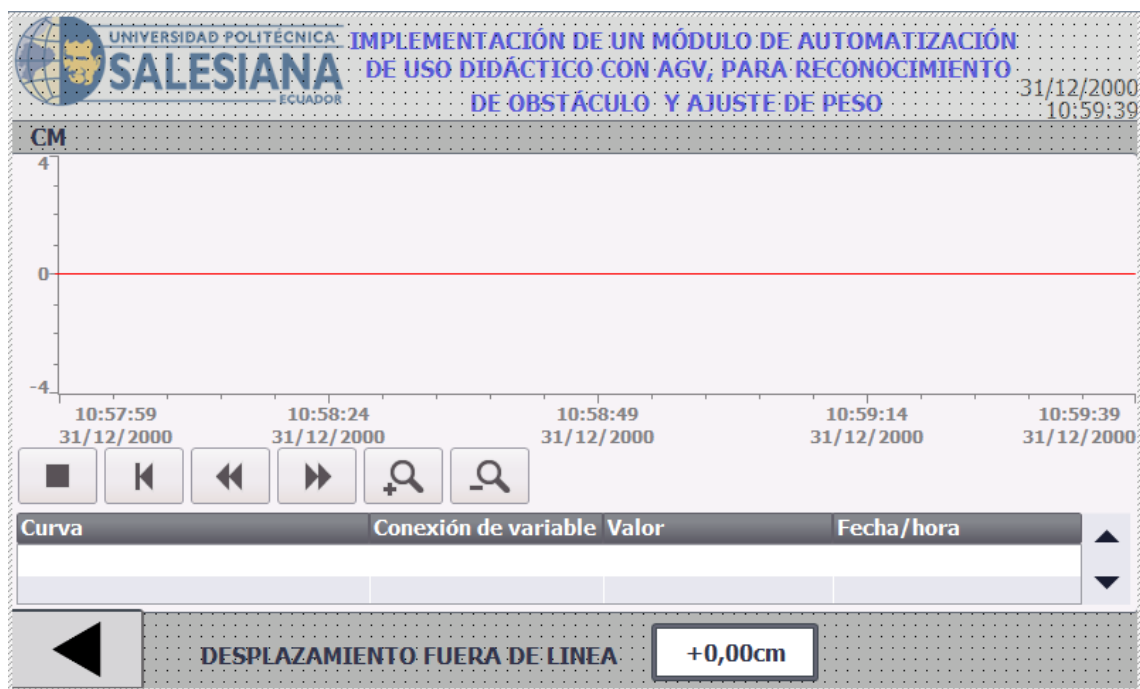 UNIVERSIDAD POLITÉCNICA
SALESIANA
ECUADOR
IMPLEMENTACIÓN DE UN MÓDULO DE AUTOMATIZACIÓN
DE USO DIDÁCTICO CON AGV, PARA RECONOCIMIENTO
DE OBSTÁCULO Y AJUSTE DE PESO
31/12/2000
10:59:39
CM
4
0
-4
10:57:59 10:58:24 10:58:49 10:59:14 10:59:39
31/12/2000 31/12/2000 31/12/2000 31/12/2000 31/12/2000
Curva Conexión de variable Valor Fecha/hora
DESPLAZAMIENTO FUERA DE LINEA +0,00cm